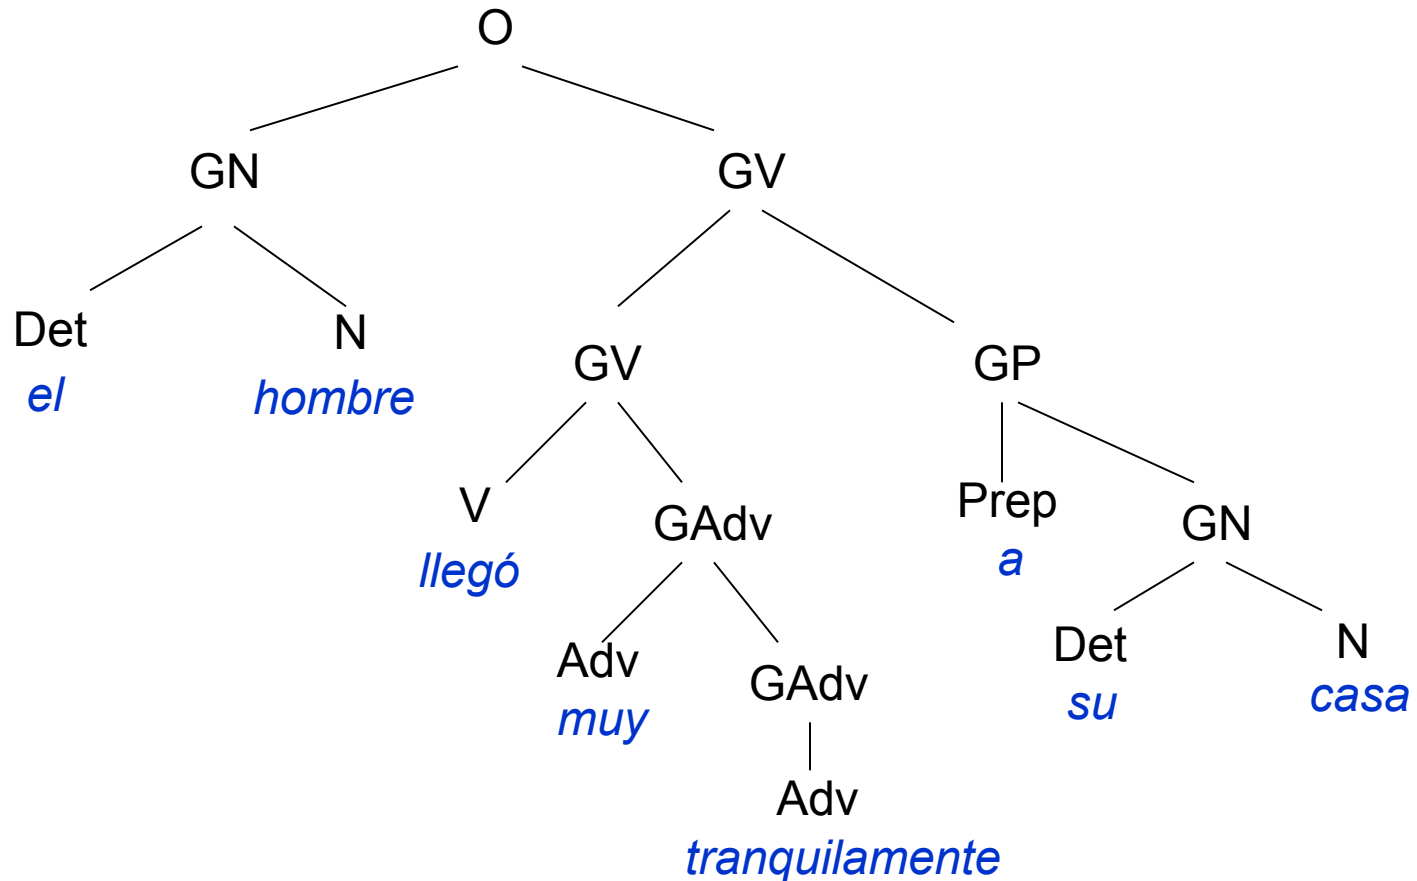 O
GN GV
Det N
el hombre
GV GP
V GAdv Prep GN
llegó a
Adv GAdv Det N
muy su casa
Adv
tranquilamente